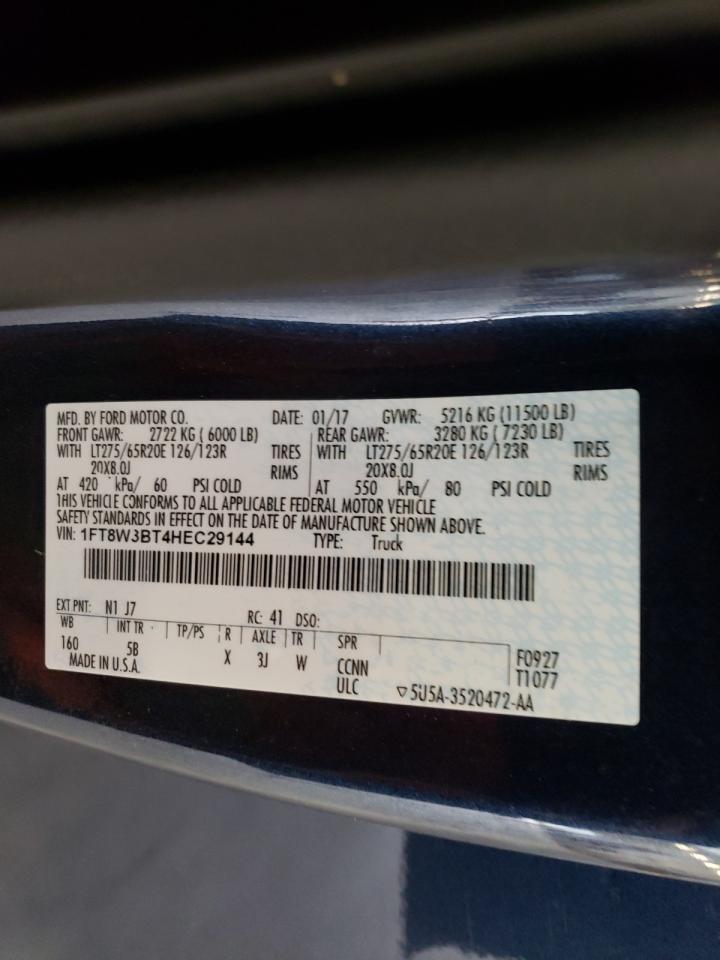 MFD. BY FORD MOTOR CO. DATE: 01/17 GVWR: 5216 KG (11500 LB)
FRONT GAWR: 2722 KG ( 6000 LB) REAR GAWR: 3280 KG ( 7230 LB)
WITH LT275/65R20E 126/123R TIRES WITH LT275/65R20E 126/123R TIRES
20X8.0J RIMS 20X8.0J RIMS
AT 420 kPa/ 60 PSI COLD AT 550 kPa/ 80 PSI COLD
THIS VEHICLE CONFORMS TO ALL APPLICABLE FEDERAL MOTOR VEHICLE
SAFETY STANDARDS IN EFFECT ON THE DATE OF MANUFACTURE SHOWN ABOVE.
VIN: 1FT8W3BT4HEC29144 TYPE: Truck
EXT PNT: N1 J7 RC: 41 DSO:
WB INT TR TP/PS R AXLE TR SPR
160 5B X 3J W CCNN F0927
MADE IN U.S.A. ULC T1077
5U5A-3520472-AA